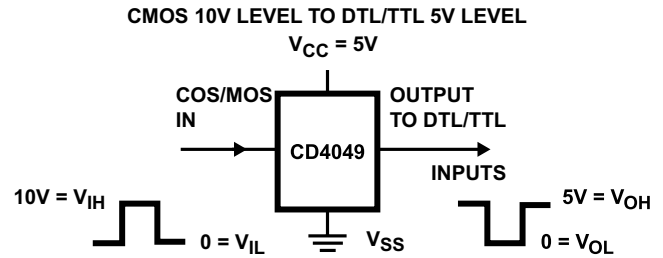 CMOS 10V LEVEL TO DTL/TTL 5V LEVEL
VCC = 5V
COS/MOS
IN
OUTPUT
TO DTL/TTL
CD4049
INPUTS
10V = VIH
0 = VIL
VSS
5V = VOH
0 = VOL